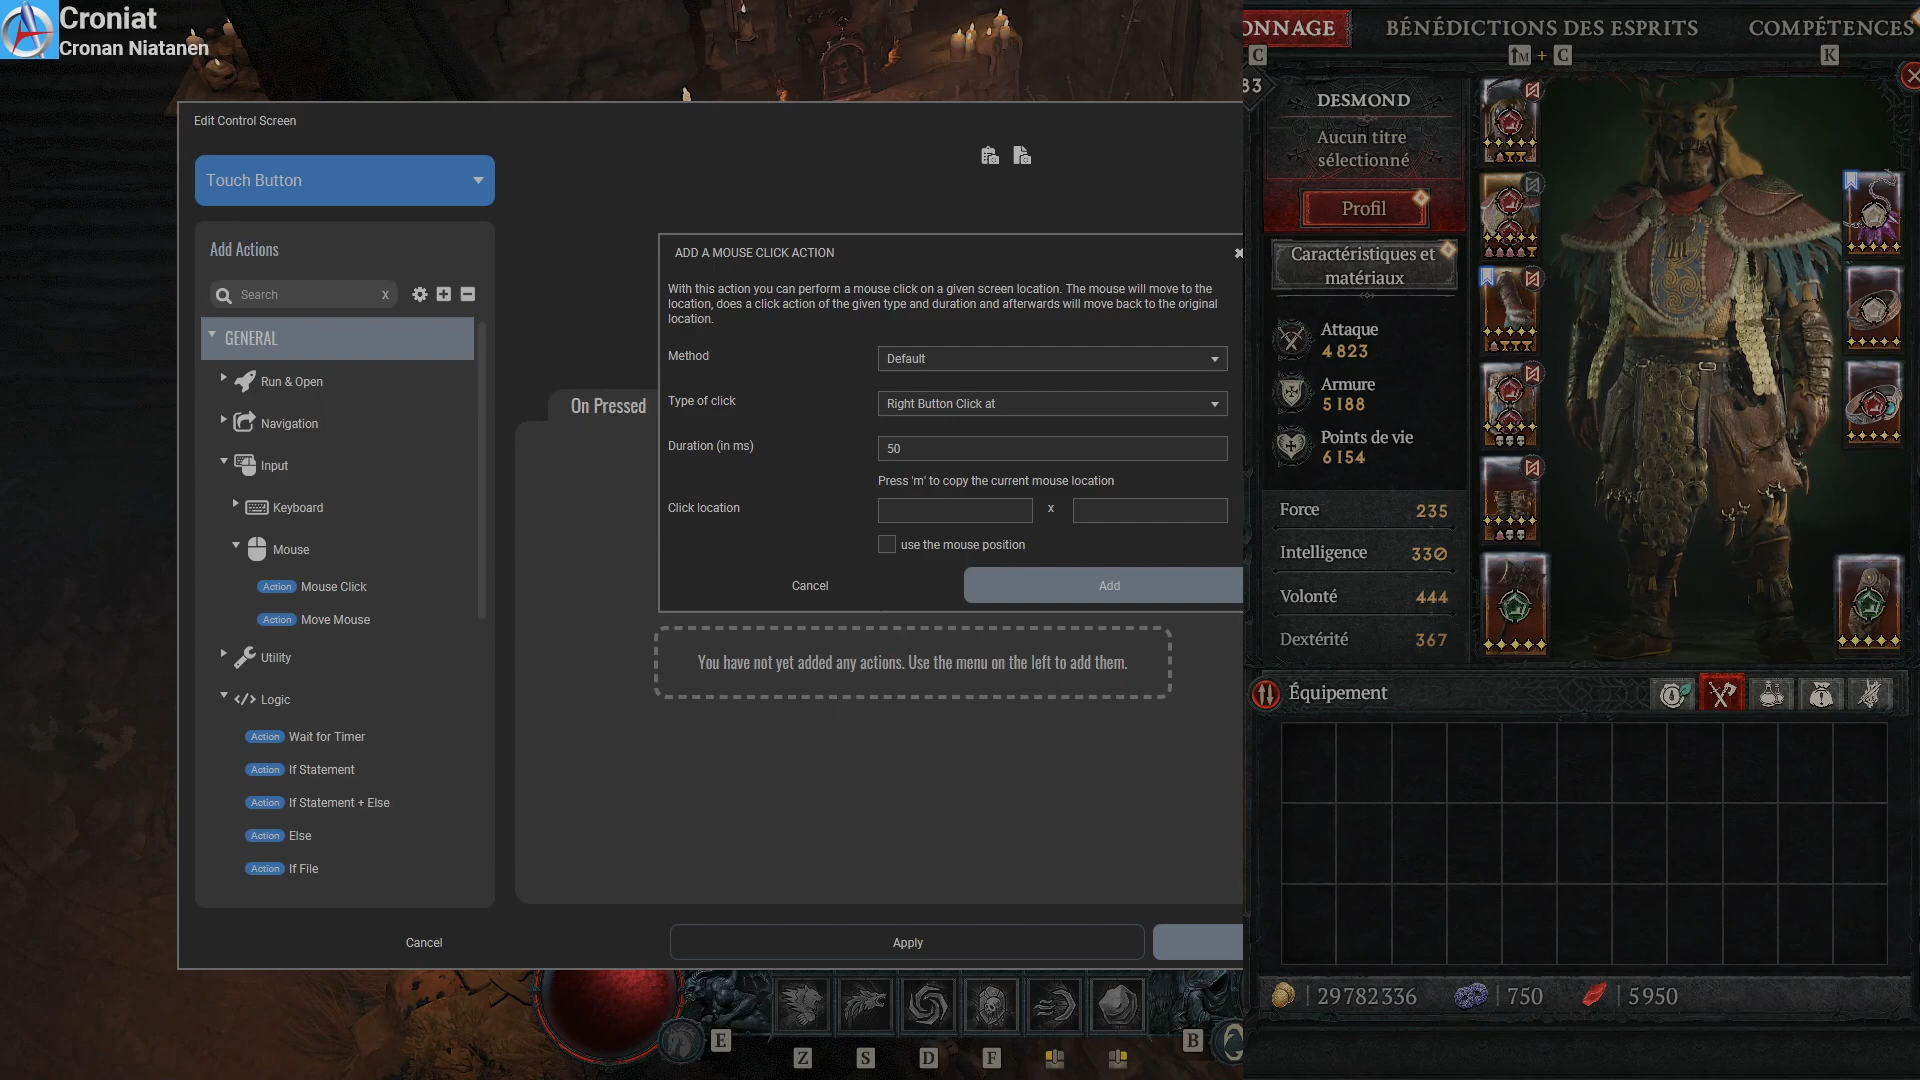 Croniat
Cronan Niatanen
Edit Control Screen
Touch Button
Add Actions
Search
X
GENERAL
Run & Open
Navigation
Input
Keyboard
Mouse
Action Mouse Click
Action Move Mouse
Utility
Logic
Action Wait for Timer
Action If Statement
Action If Statement + Else
Action Else
Action If File
Cancel
Apply
On Pressed
ADD A MOUSE CLICK ACTION
With this action you can perform a mouse click on a given screen location. The mouse will move to the
location, does a click action of the given type and duration and afterwards will move back to the original
location.
Method
Default
Type of click
Right Button Click at
Duration (in ms)
50
Press 'm' to copy the current mouse location
Click location
x
use the mouse position
Cancel
Add
You have not yet added any actions. Use the menu on the left to add them.
ONNAGE
BÉNÉDICTIONS DES ESPRITS
COMPÉTENCES
C
M + C
K
83
DESMOND
Aucun titre
sélectionné
Profil
Caractéristiques et
matériaux
Attaque
4 823
Armure
5 188
Points de vie
6 154
Force 235
Intelligence 330
Volonté 444
Dextérité 367
Équipement
29782336
750
5950
E
Z
S
D
F
B